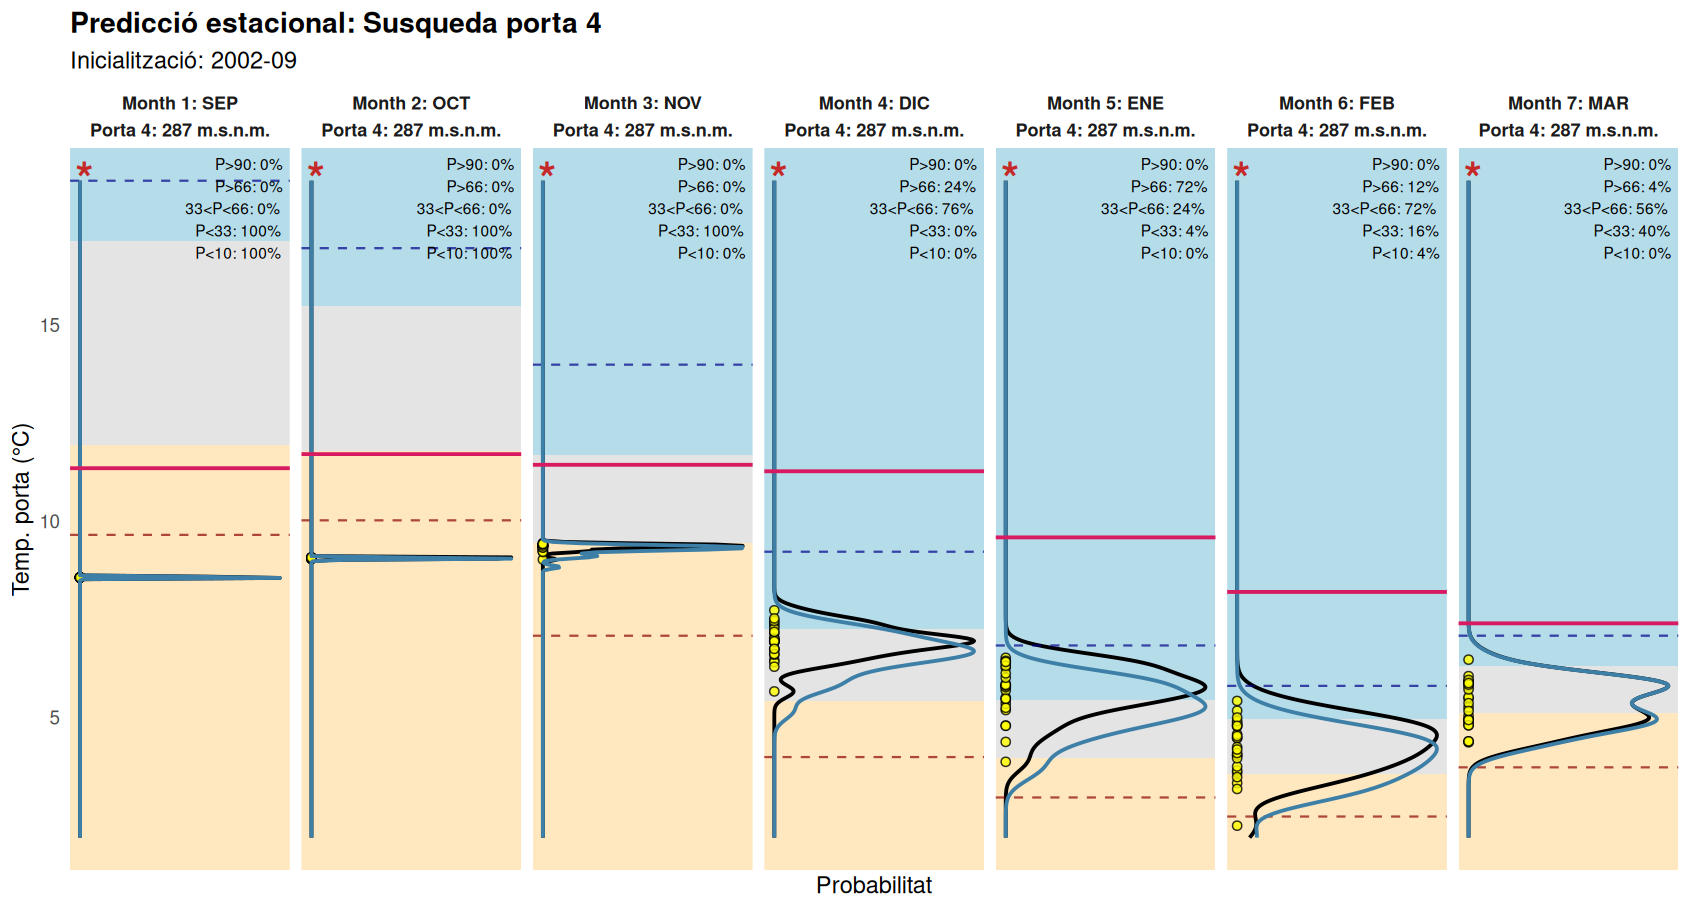 Predicció estacional: Susqueda porta 4
Inicialització: 2002-09
Month 1: SEP
Porta 4: 287 m.s.n.m.
Month 2: OCT
Porta 4: 287 m.s.n.m.
Month 3: NOV
Porta 4: 287 m.s.n.m.
Month 4: DIC
Porta 4: 287 m.s.n.m.
Month 5: ENE
Porta 4: 287 m.s.n.m.
Month 6: FEB
Porta 4: 287 m.s.n.m.
Month 7: MAR
Porta 4: 287 m.s.n.m.
*
P>90: 0%
P>66: 0%
33<P<66: 0%
P<33: 100%
P<10: 100%
*
P>90: 0%
P>66: 0%
33<P<66: 0%
P<33: 100%
P<10: 100%
*
P>90: 0%
P>66: 0%
33<P<66: 0%
P<33: 100%
P<10: 0%
*
P>90: 0%
P>66: 24%
33<P<66: 76%
P<33: 0%
P<10: 0%
*
P>90: 0%
P>66: 72%
33<P<66: 24%
P<33: 4%
P<10: 0%
*
P>90: 0%
P>66: 12%
33<P<66: 72%
P<33: 16%
P<10: 4%
*
P>90: 0%
P>66: 4%
33<P<66: 56%
P<33: 40%
P<10: 0%
15
10
5
Temp. porta (°C)
Probabilitat